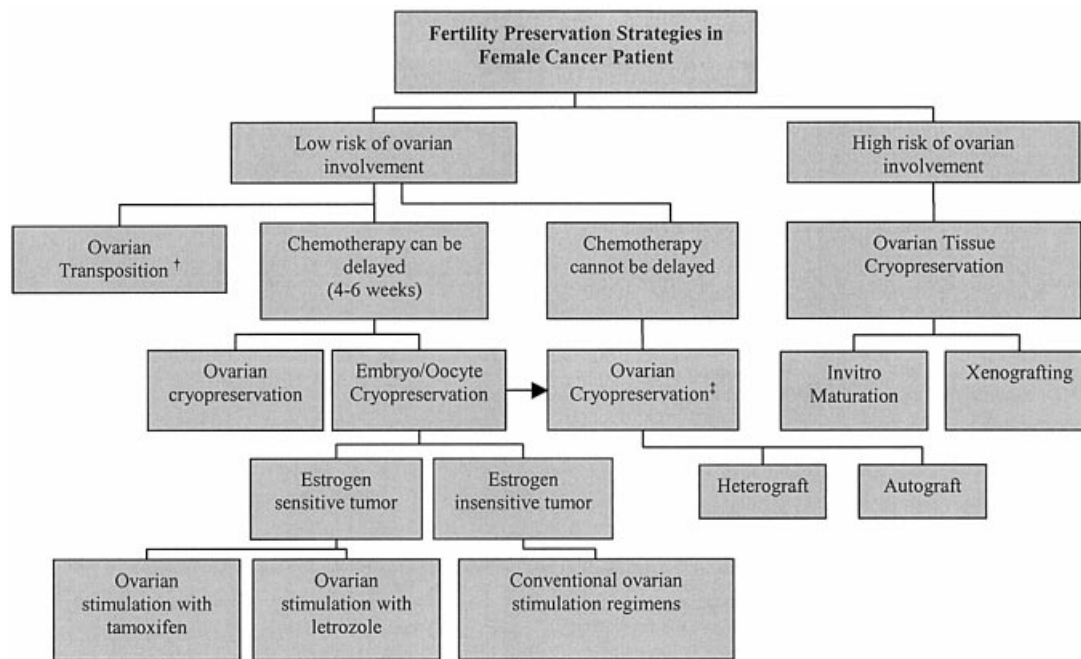 Fertility Preservation Strategies in
Female Cancer Patient
Low risk of ovarian
involvement
High risk of ovarian
involvement
Ovarian
Transposition †
Chemotherapy can be
delayed
(4-6 weeks)
Chemotherapy
cannot be delayed
Ovarian Tissue
Cryopreservation
Ovarian
cryopreservation
Embryo/Oocyte
Cryopreservation
Ovarian
Cryopreservation‡
Invitro
Maturation
Xenografting
Estrogen
sensitive tumor
Estrogen
insensitive tumor
Heterograft
Autograft
Ovarian
stimulation with
tamoxifen
Ovarian
stimulation with
letrozole
Conventional ovarian
stimulation regimens